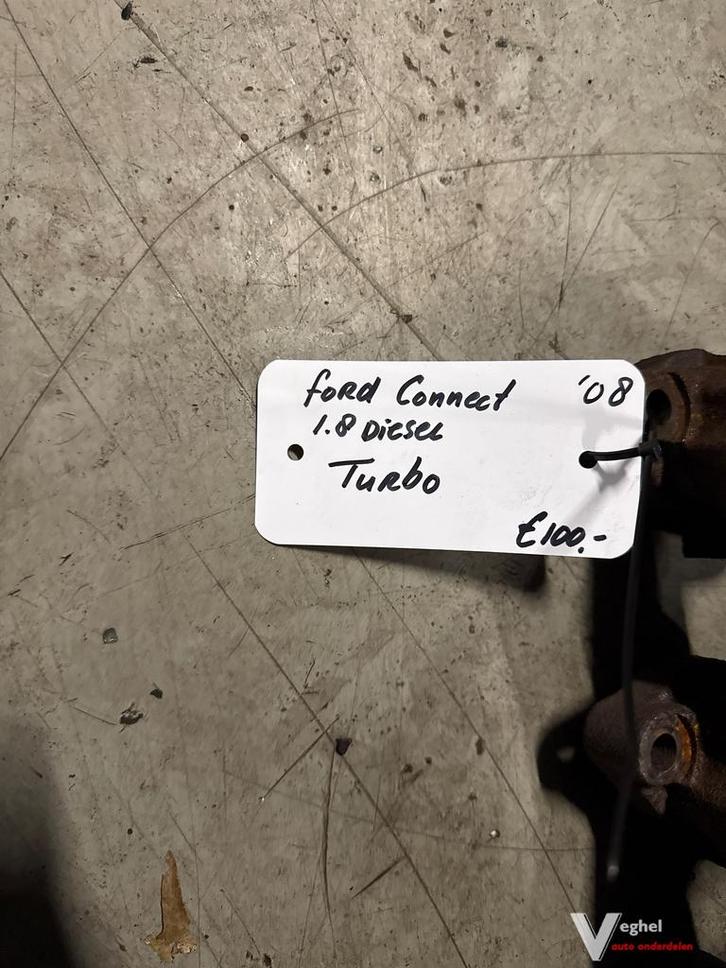 Ford Connect '08
1.8 Diesel
Turbo
€100,-
Veghel
auto onderdelen